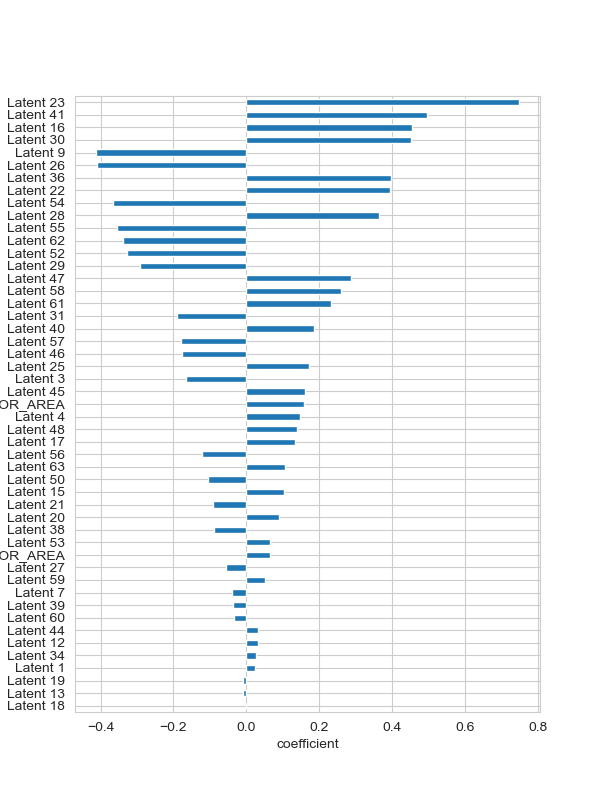 Latent 23
Latent 41
Latent 16
Latent 30
Latent 9
Latent 26
Latent 36
Latent 22
Latent 54
Latent 28
Latent 55
Latent 62
Latent 52
Latent 29
Latent 47
Latent 58
Latent 61
Latent 31
Latent 40
Latent 57
Latent 46
Latent 25
Latent 3
Latent 45
OR_AREA
Latent 4
Latent 48
Latent 17
Latent 56
Latent 63
Latent 50
Latent 15
Latent 21
Latent 20
Latent 38
Latent 53
OR_AREA
Latent 27
Latent 59
Latent 7
Latent 39
Latent 60
Latent 44
Latent 12
Latent 34
Latent 1
Latent 19
Latent 13
Latent 18
−0.4 −0.2 0.0 0.2 0.4 0.6 0.8
coefficient